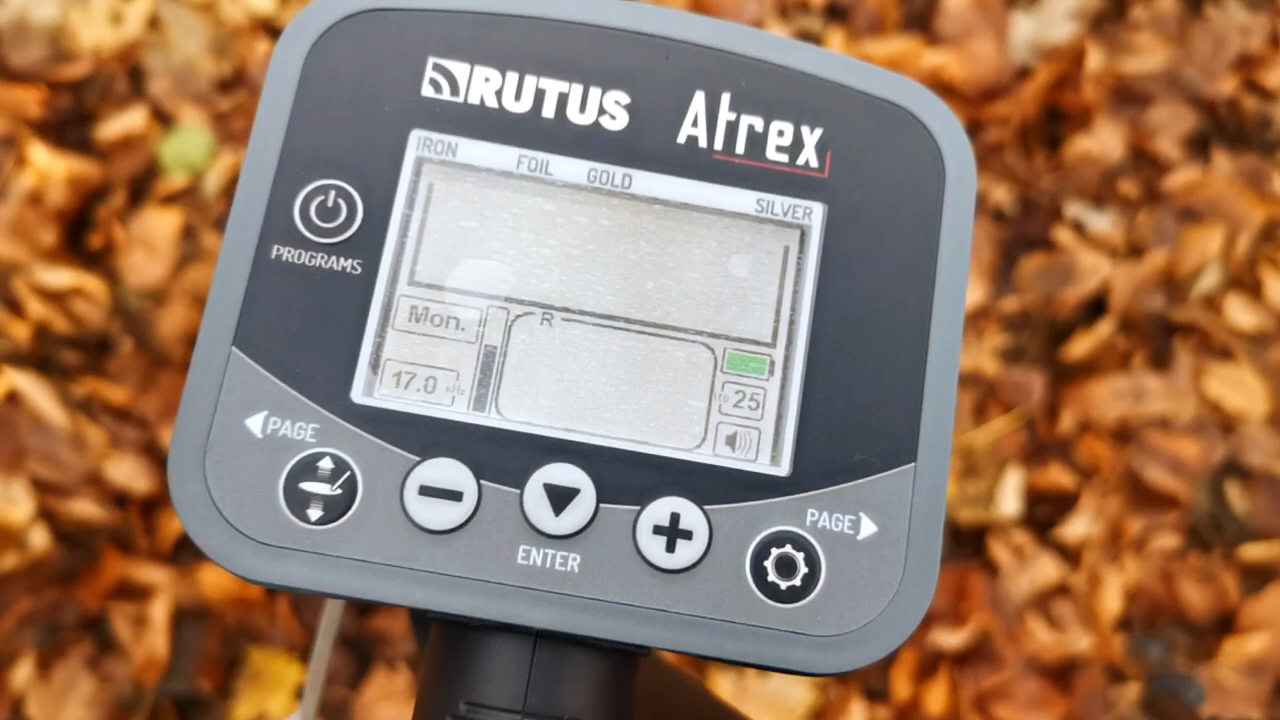 RUTUS
Atrex
IRON FOIL GOLD SILVER
PROGRAMS
Mon.
R
17.0 kHz
25
PAGE
ENTER
PAGE